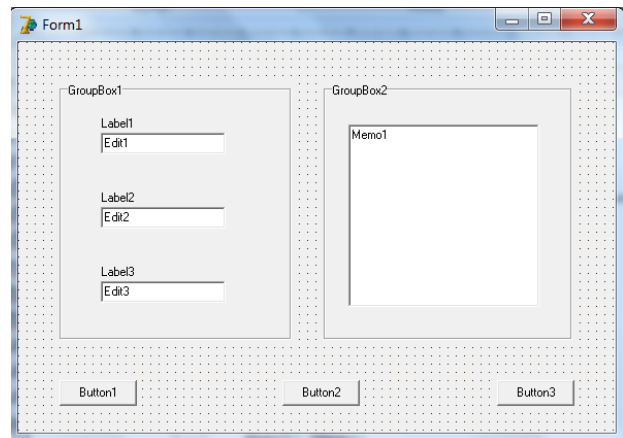 Form1
GroupBox1
Label1
Edit1
Label2
Edit2
Label3
Edit3
GroupBox2
Memo1
Button1
Button2
Button3